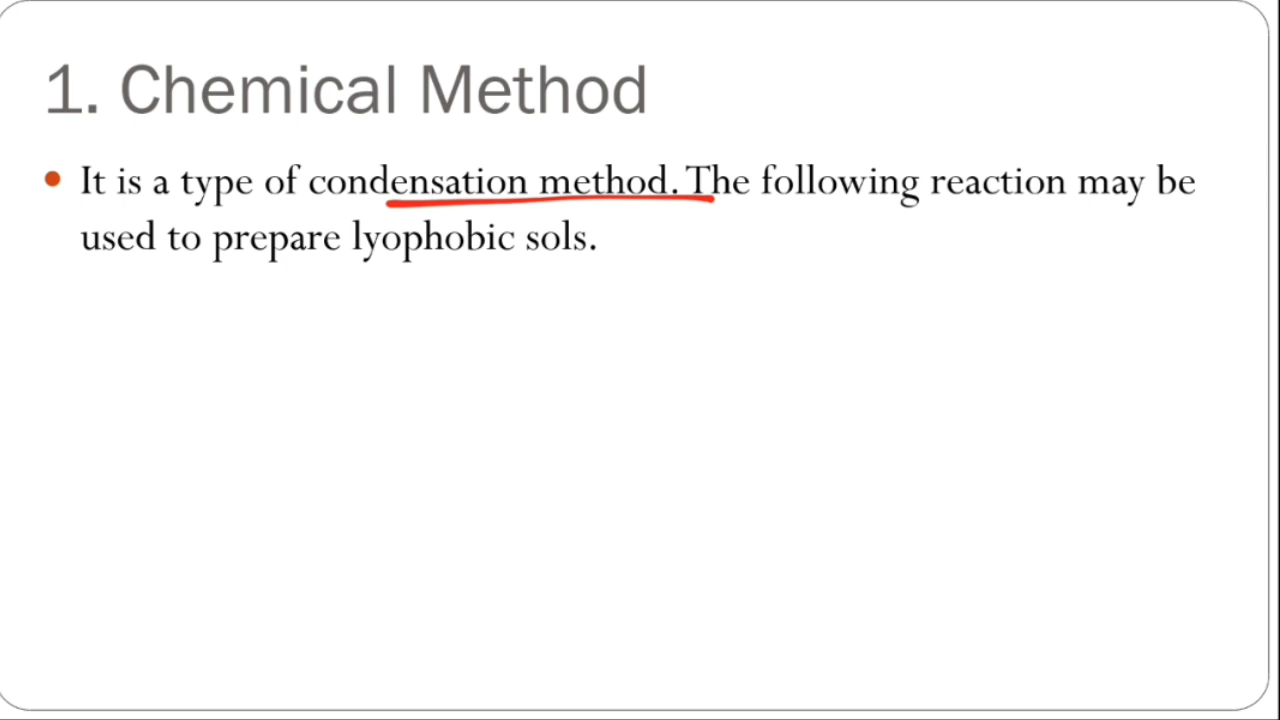 1. Chemical Method
• It is a type of condensation method. The following reaction may be
used to prepare lyophobic sols.